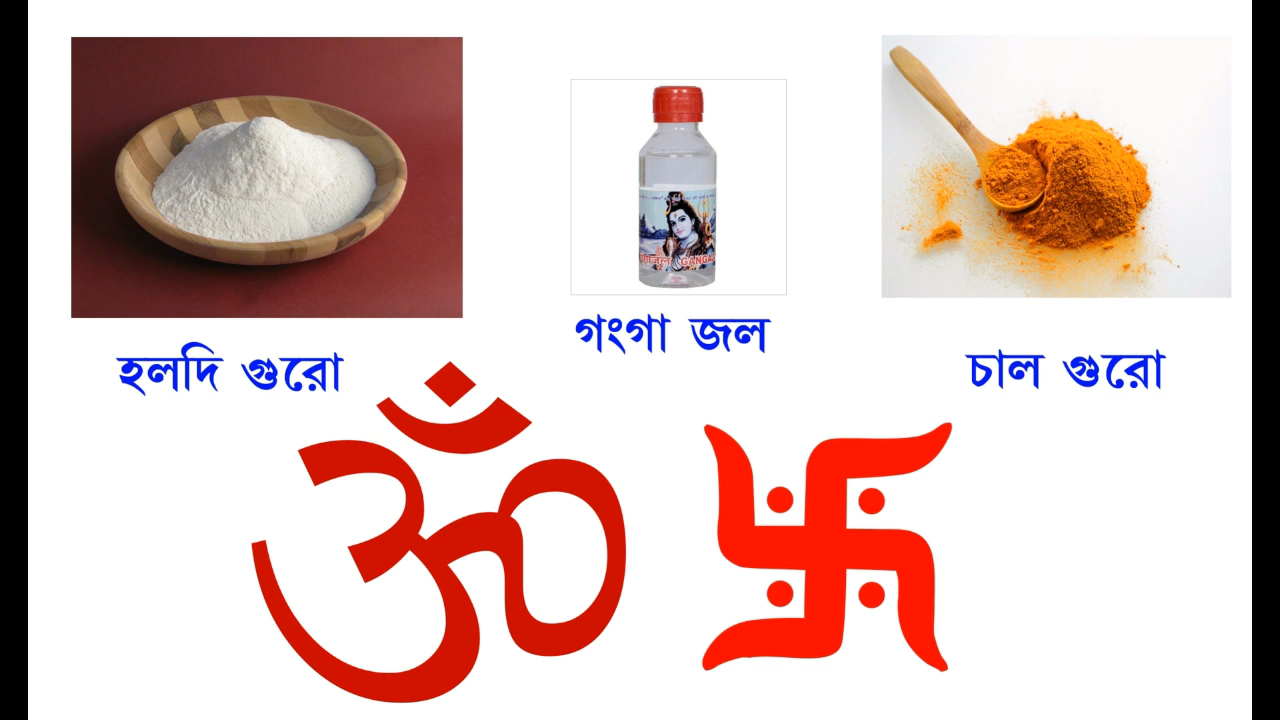 গংগা জল
হলদি গুরো
চাল গুরো
ॐ